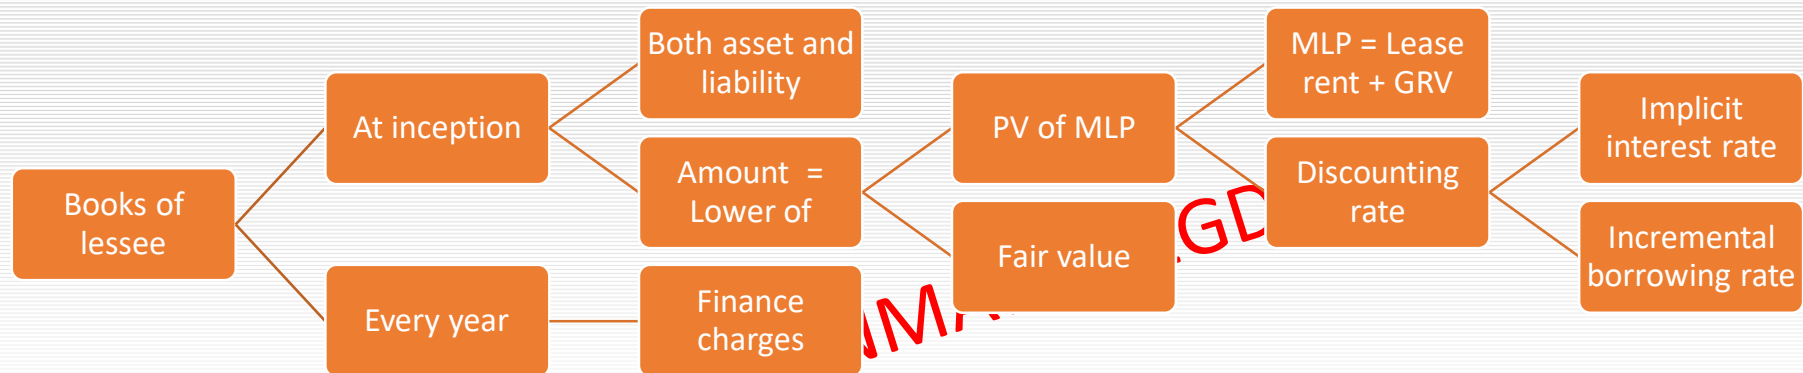 Books of
lessee
At inception
Both asset and
liability
Amount =
Lower of
PV of MLP
MLP = Lease
rent + GRV
Discounting
rate
Implicit
interest rate
Incremental
borrowing rate
Fair value
Every year
Finance
charges